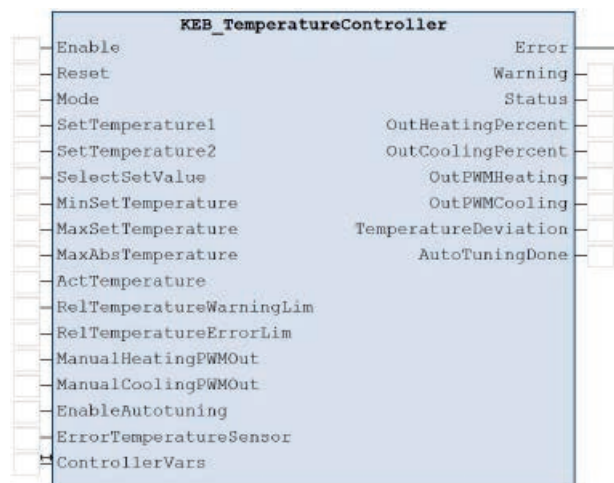 KEB_TemperatureController
Enable Error
Reset Warning
Mode Status
SetTemperature1 OutHeatingPercent
SetTemperature2 OutCoolingPercent
SelectSetValue OutPWMHeating
MinSetTemperature OutPWMCooling
MaxSetTemperature TemperatureDeviation
MaxAbsTemperature AutoTuningDone
ActTemperature
RelTemperatureWarningLim
RelTemperatureErrorLim
ManualHeatingPWMOut
ManualCoolingPWMOut
EnableAutotuning
ErrorTemperatureSensor
ControllerVars